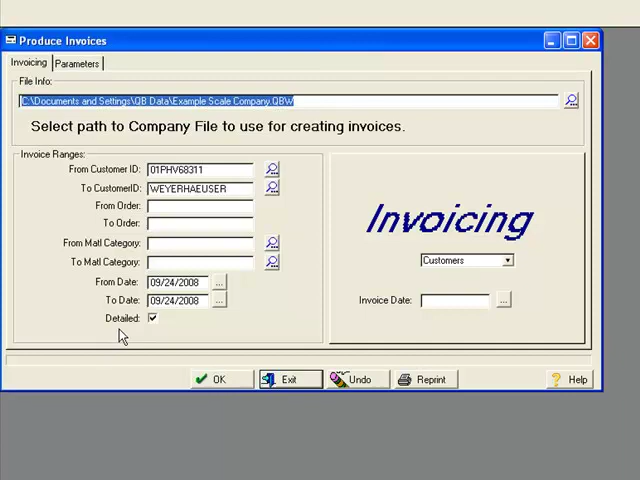 Produce Invoices
Invoicing
Parameters
File Info:
C:\Documents and Settings\QB Data\Example Scale Company.QBW
Select path to Company File to use for creating invoices.
Invoice Ranges:
From Customer ID: 01PHV68311
To CustomerID: WEYERHAEUSER
From Order:
To Order:
From Matl Category:
To Matl Category:
From Date: 09/24/2008 ...
To Date: 09/24/2008 ...
Detailed:
Invoicing
Customers
Invoice Date: ...
OK
Exit
Undo
Reprint
Help